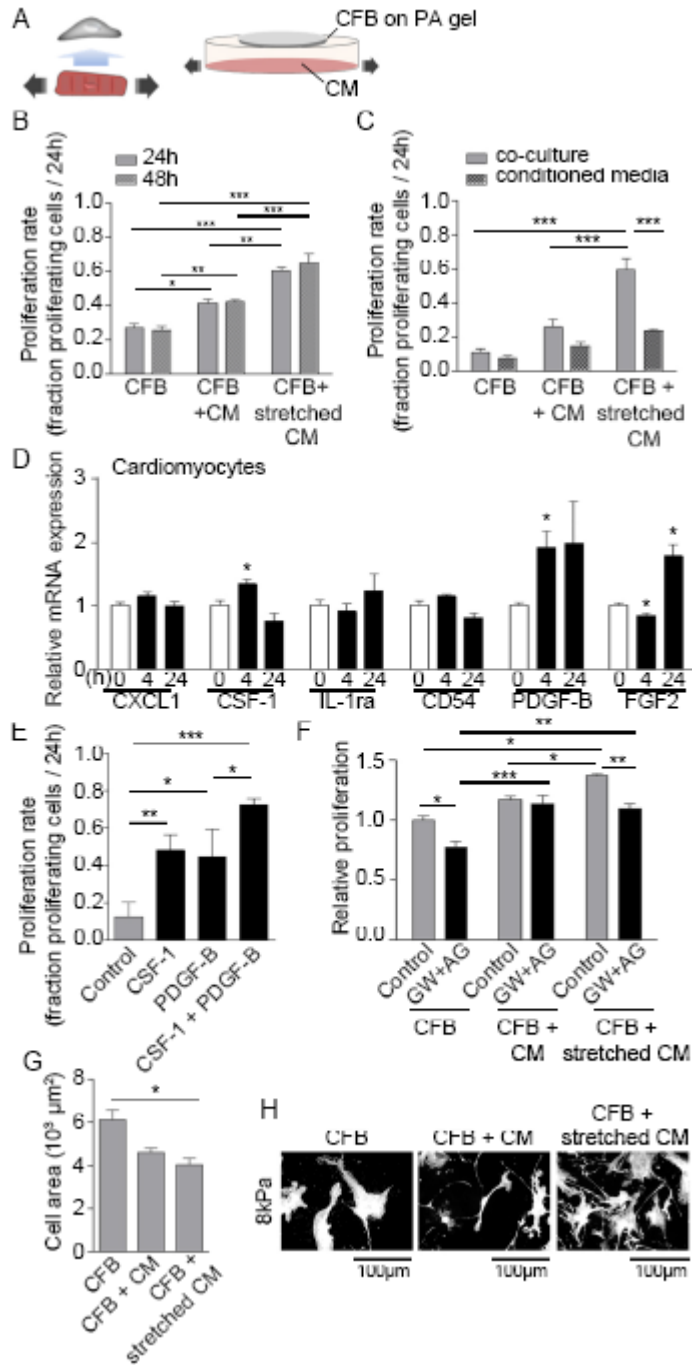 A
CFB on PA gel
CM
B
24h
48h
Proliferation rate
(fraction proliferating cells / 24h)
1.0
0.8
0.6
0.4
0.2
0.0
***
***
***
**
**
*
CFB
CFB
+CM
CFB+
stretched
CM
C
co-culture
conditioned media
Proliferation rate
(fraction proliferating cells / 24h)
1.0
0.8
0.6
0.4
0.2
0.0
***
***
***
CFB
CFB
+ CM
CFB +
stretched
CM
D
Cardiomyocytes
Relative mRNA expression
3
2
1
0
*
*
*
*
(h)
0 4 24
0 4 24
0 4 24
0 4 24
0 4 24
0 4 24
CXCL1
CSF-1
IL-1ra
CD54
PDGF-B
FGF2
E
Proliferation rate
(fraction proliferating cells / 24h)
1.0
0.8
0.6
0.4
0.2
0.0
***
*
*
**
Control
CSF-1
PDGF-B
CSF-1 + PDGF-B
F
Relative proliferation
1.5
1.0
0.0
**
*
*
**
***
*
Control
GW+AG
Control
GW+AG
Control
GW+AG
CFB
CFB +
CM
CFB +
stretched CM
G
Cell area (10³ µm²)
8
6
4
2
0
*
CFB
CFB + CM
CFB +
stretched CM
H
CFB
CFB + CM
CFB +
stretched CM
8kPa
100µm
100µm
100µm